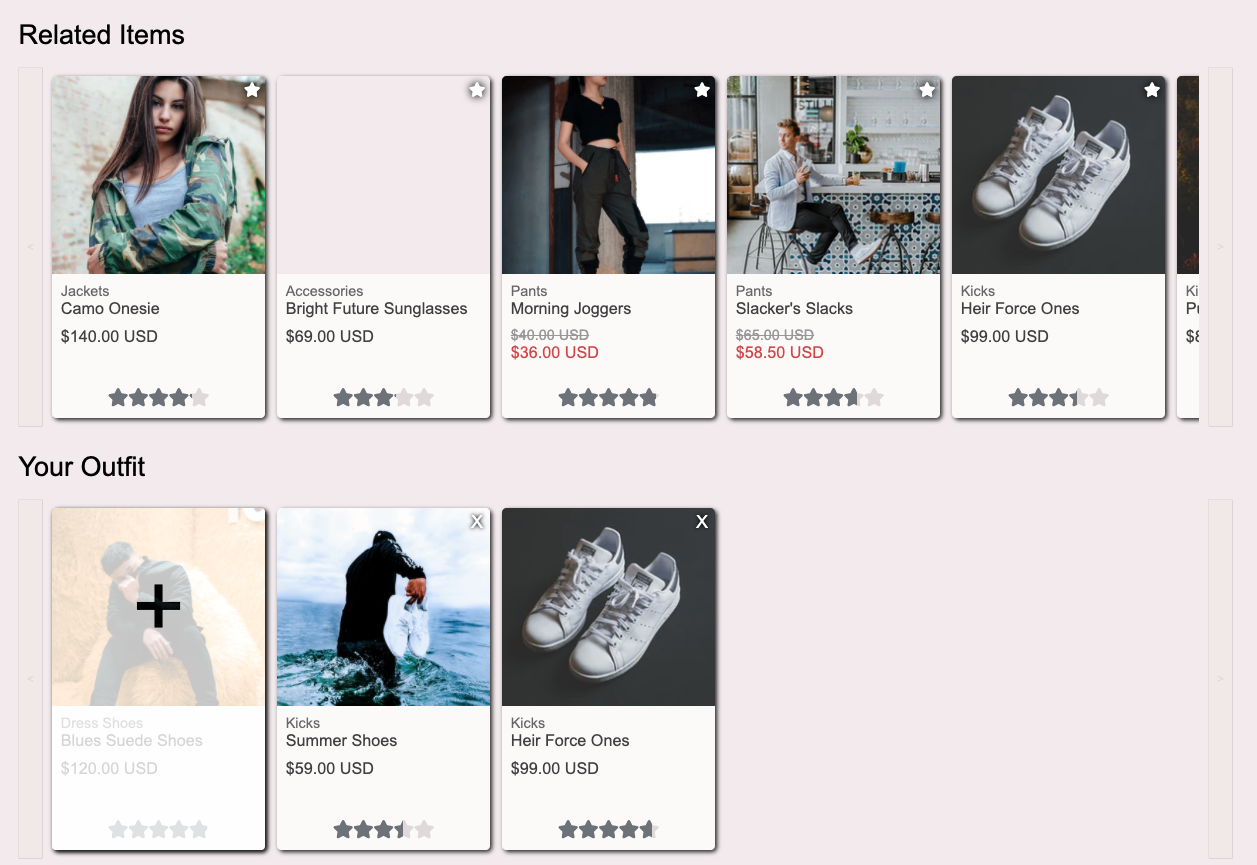 Related Items
<
>
Jackets
Camo Onesie
$140.00 USD
Accessories
Bright Future Sunglasses
$69.00 USD
Pants
Morning Joggers
$40.00 USD
$36.00 USD
STILL
Pants
Slacker's Slacks
$65.00 USD
$58.50 USD
Kicks
Heir Force Ones
$99.00 USD
Your Outfit
<
>
+
Dress Shoes
Blues Suede Shoes
$120.00 USD
X
Kicks
Summer Shoes
$59.00 USD
X
Kicks
Heir Force Ones
$99.00 USD